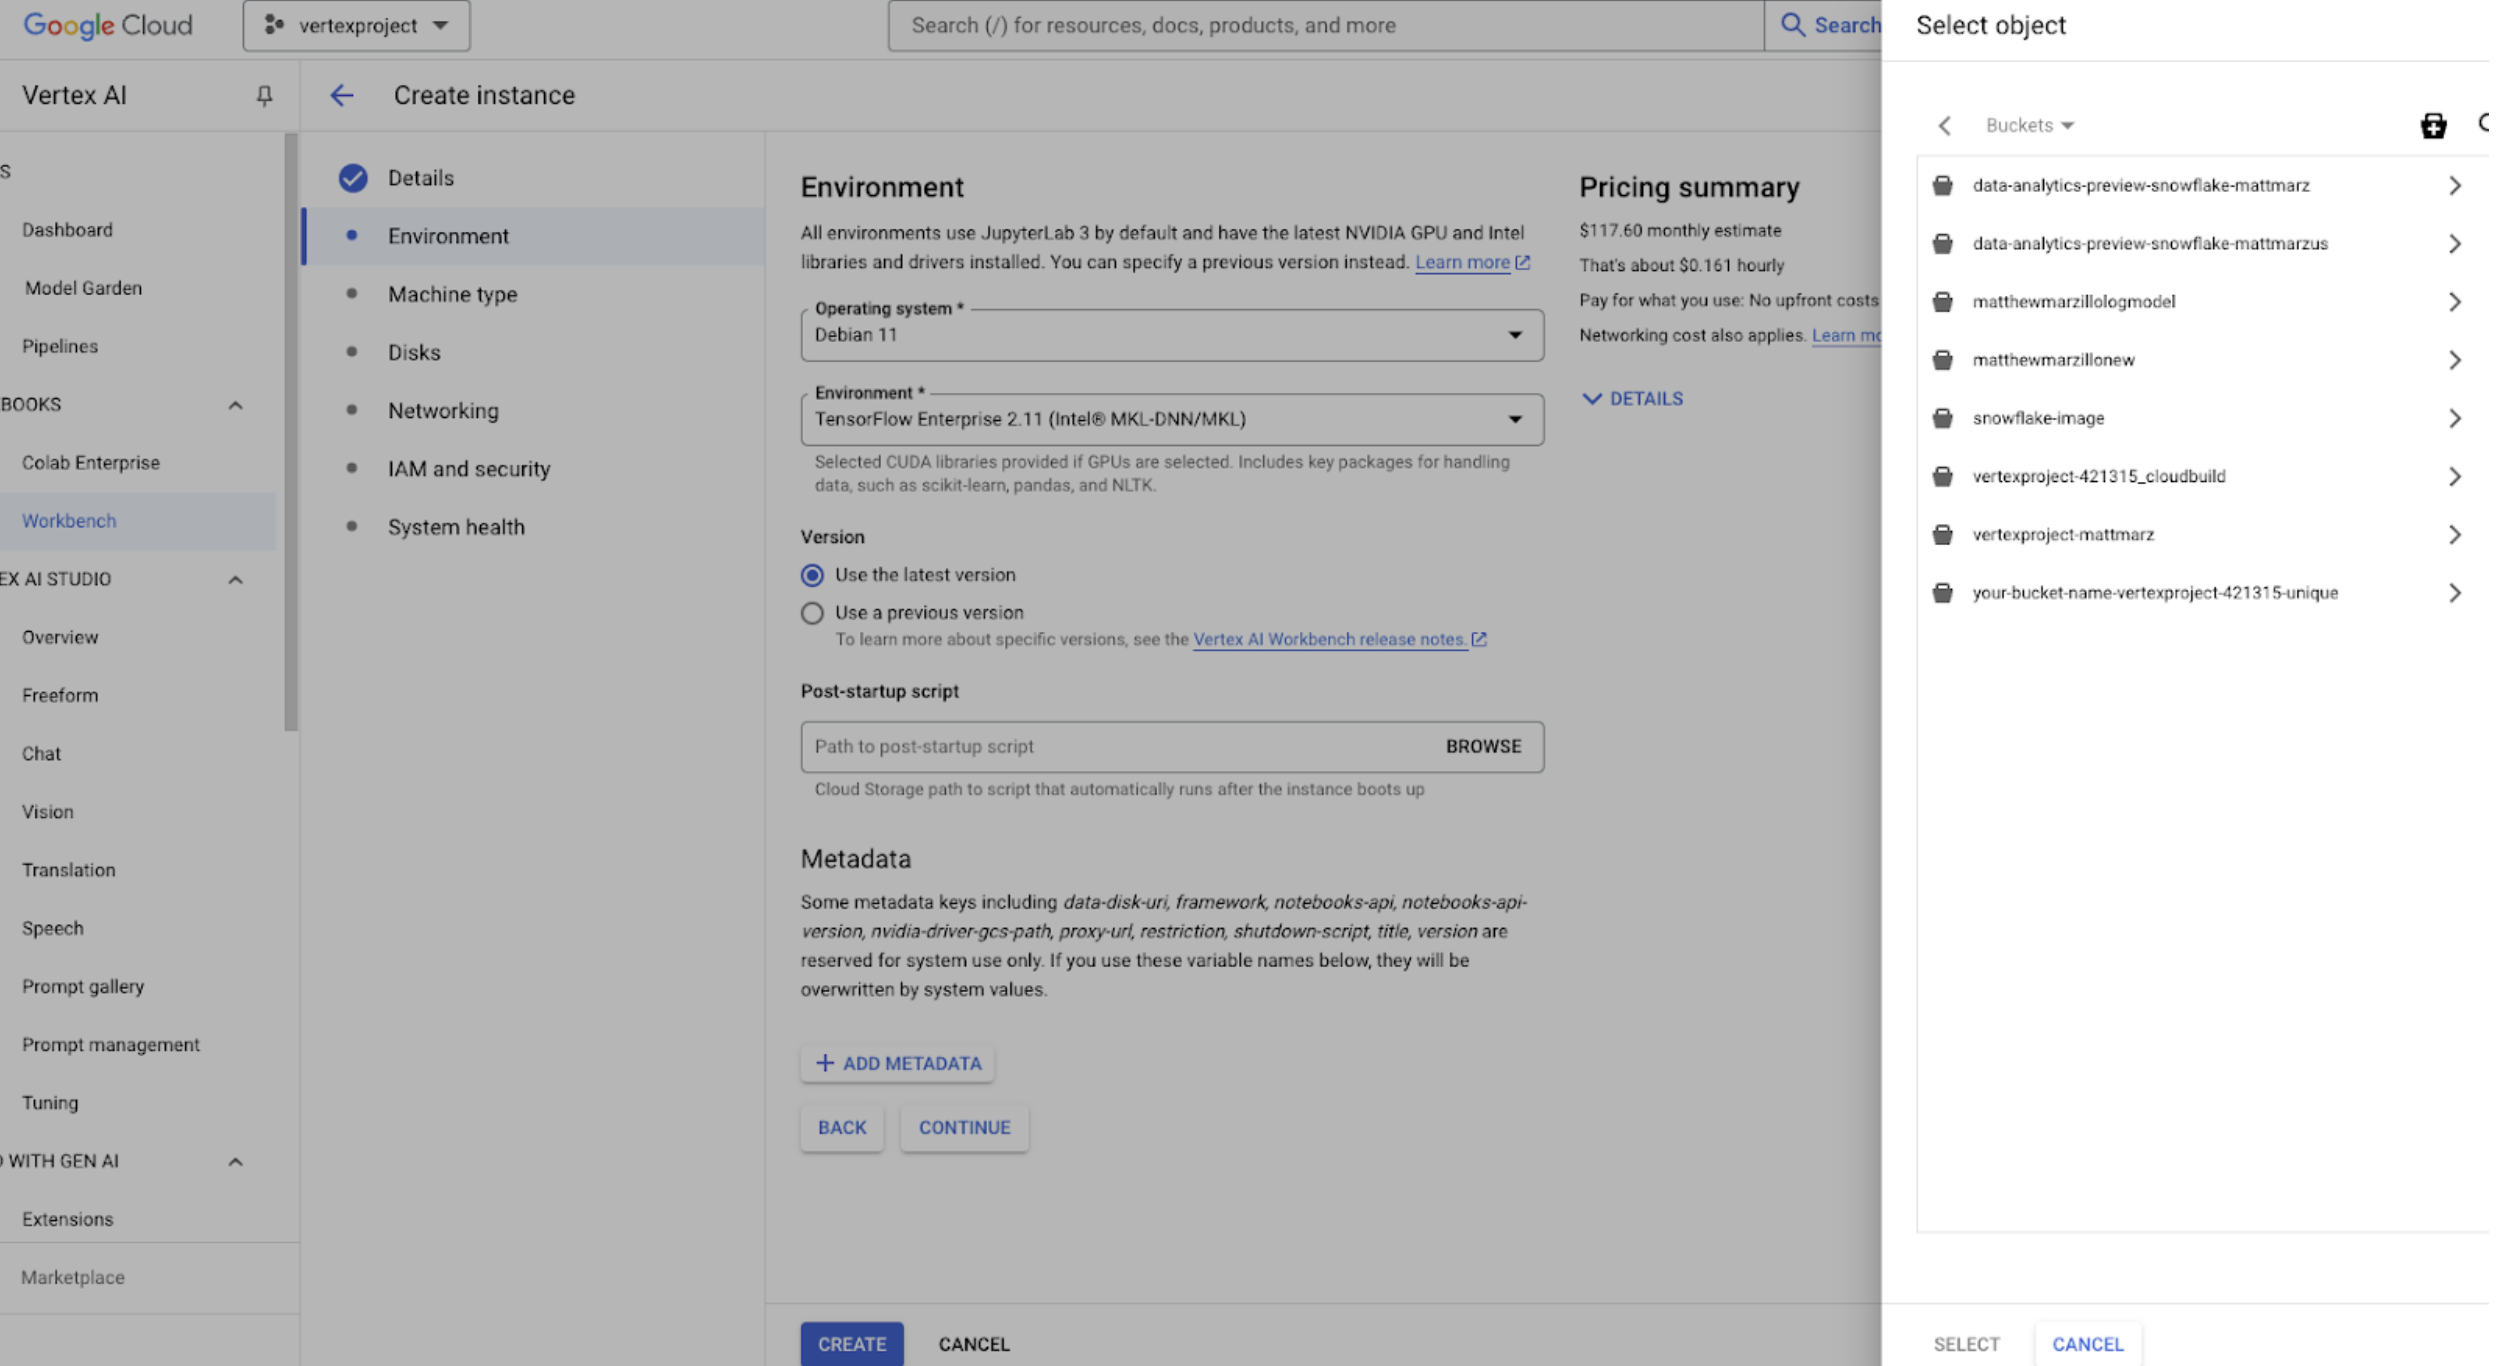 Google Cloud
vertexproject
Search (/) for resources, docs, products, and more
Search
Vertex AI
S
Dashboard
Model Garden
Pipelines
BOOKS
Colab Enterprise
Workbench
EX AI STUDIO
Overview
Freeform
Chat
Vision
Translation
Speech
Prompt gallery
Prompt management
Tuning
WITH GEN AI
Extensions
Marketplace
Create instance
Details
Environment
Machine type
Disks
Networking
IAM and security
System health
Environment
All environments use JupyterLab 3 by default and have the latest NVIDIA GPU and Intel
libraries and drivers installed. You can specify a previous version instead. Learn more
Operating system *
Debian 11
Environment *
TensorFlow Enterprise 2.11 (Intel® MKL-DNN/MKL)
Selected CUDA libraries provided if GPUs are selected. Includes key packages for handling
data, such as scikit-learn, pandas, and NLTK.
Version
Use the latest version
Use a previous version
To learn more about specific versions, see the Vertex AI Workbench release notes.
Post-startup script
Path to post-startup script
BROWSE
Cloud Storage path to script that automatically runs after the instance boots up
Metadata
Some metadata keys including data-disk-uri, framework, notebooks-api, notebooks-api-
version, nvidia-driver-gcs-path, proxy-url, restriction, shutdown-script, title, version are
reserved for system use only. If you use these variable names below, they will be
overwritten by system values.
ADD METADATA
BACK
CONTINUE
CREATE
CANCEL
Pricing summary
$117.60 monthly estimate
That's about $0.161 hourly
Pay for what you use: No upfront costs
Networking cost also applies. Learn mo
DETAILS
Select object
Buckets
data-analytics-preview-snowflake-mattmarz
data-analytics-preview-snowflake-mattmarzus
matthewmarzillologmodel
matthewmarzillonew
snowflake-image
vertexproject-421315_cloudbuild
vertexproject-mattmarz
your-bucket-name-vertexproject-421315-unique
SELECT
CANCEL